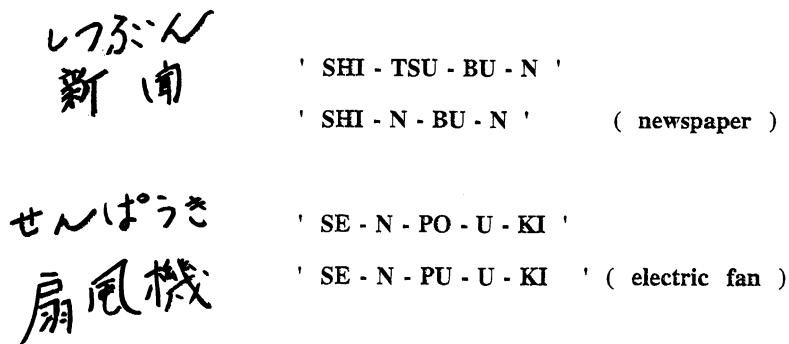 しつぶん ' SHI - TSU - BU - N '
新聞 ' SHI - N - BU - N ' ( newspaper )
せんぽうき ' SE - N - PO - U - KI '
扇風機 ' SE - N - PU - U - KI ' ( electric fan )